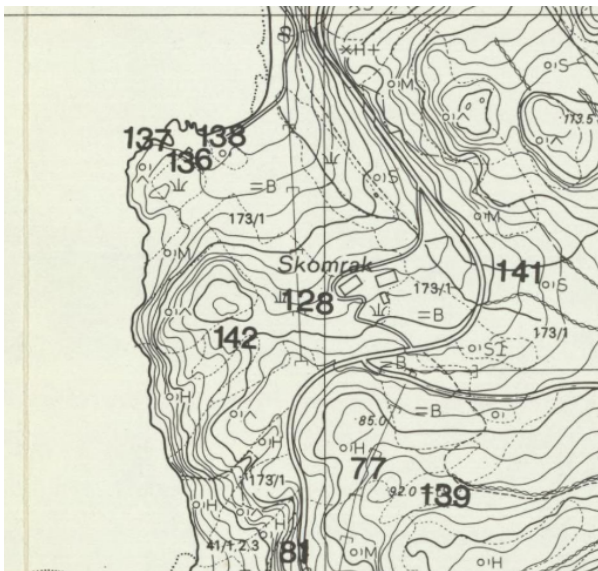 S
H
M
S
173.5
137
138
136
S
=B
173/1
M
M
Skomrak
141
173/1
S
128
=B
173/1
142
S
=B
H
=B
85.0
H
H
77
173/1
92.0
139
H
H
41/1.2.3
81
M
H